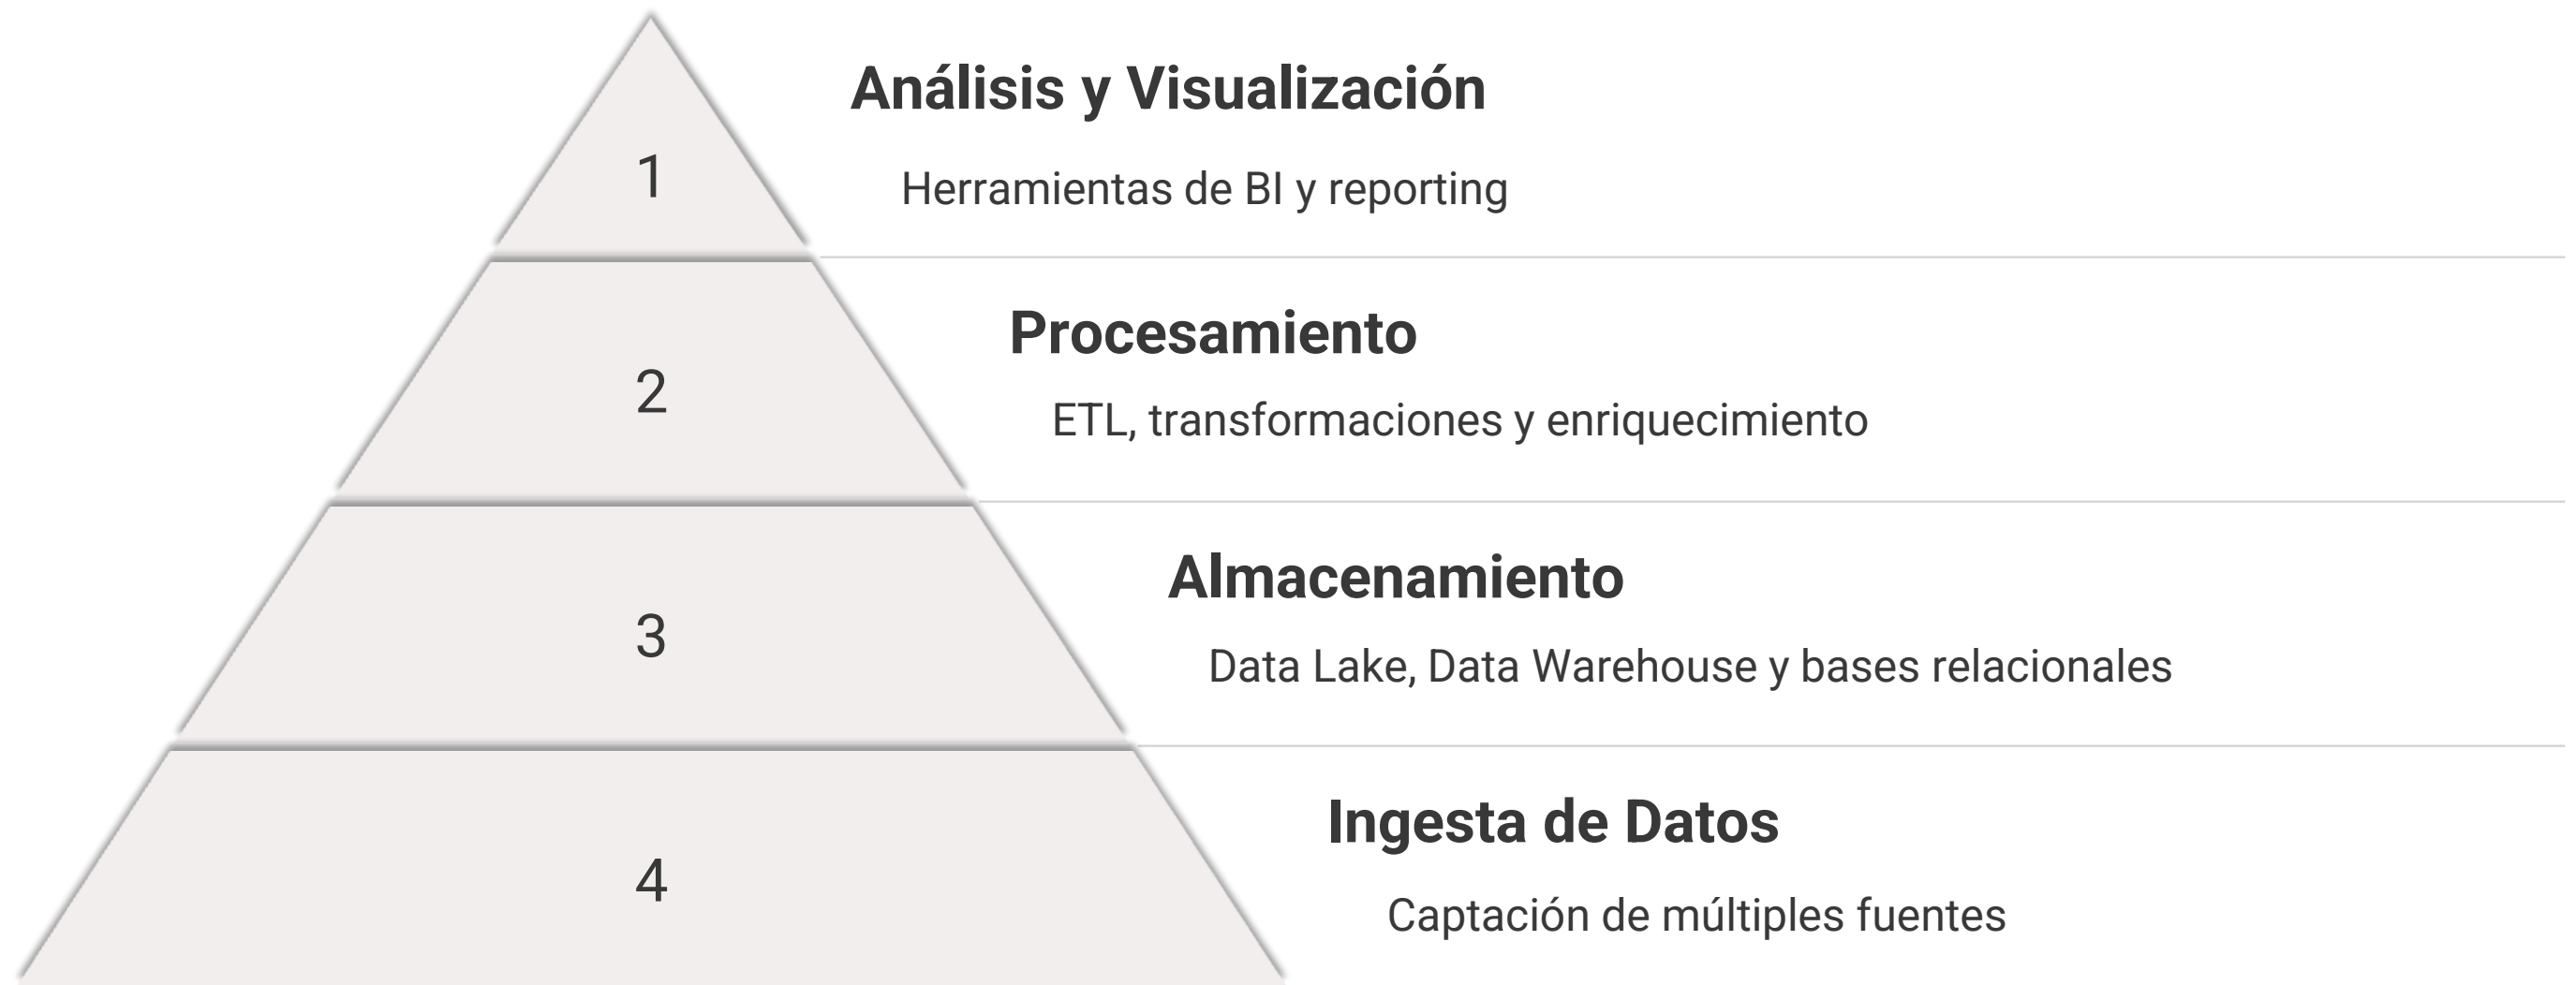 Análisis y Visualización
1
Herramientas de BI y reporting
Procesamiento
2
ETL, transformaciones y enriquecimiento
Almacenamiento
3
Data Lake, Data Warehouse y bases relacionales
Ingesta de Datos
4
Captación de múltiples fuentes